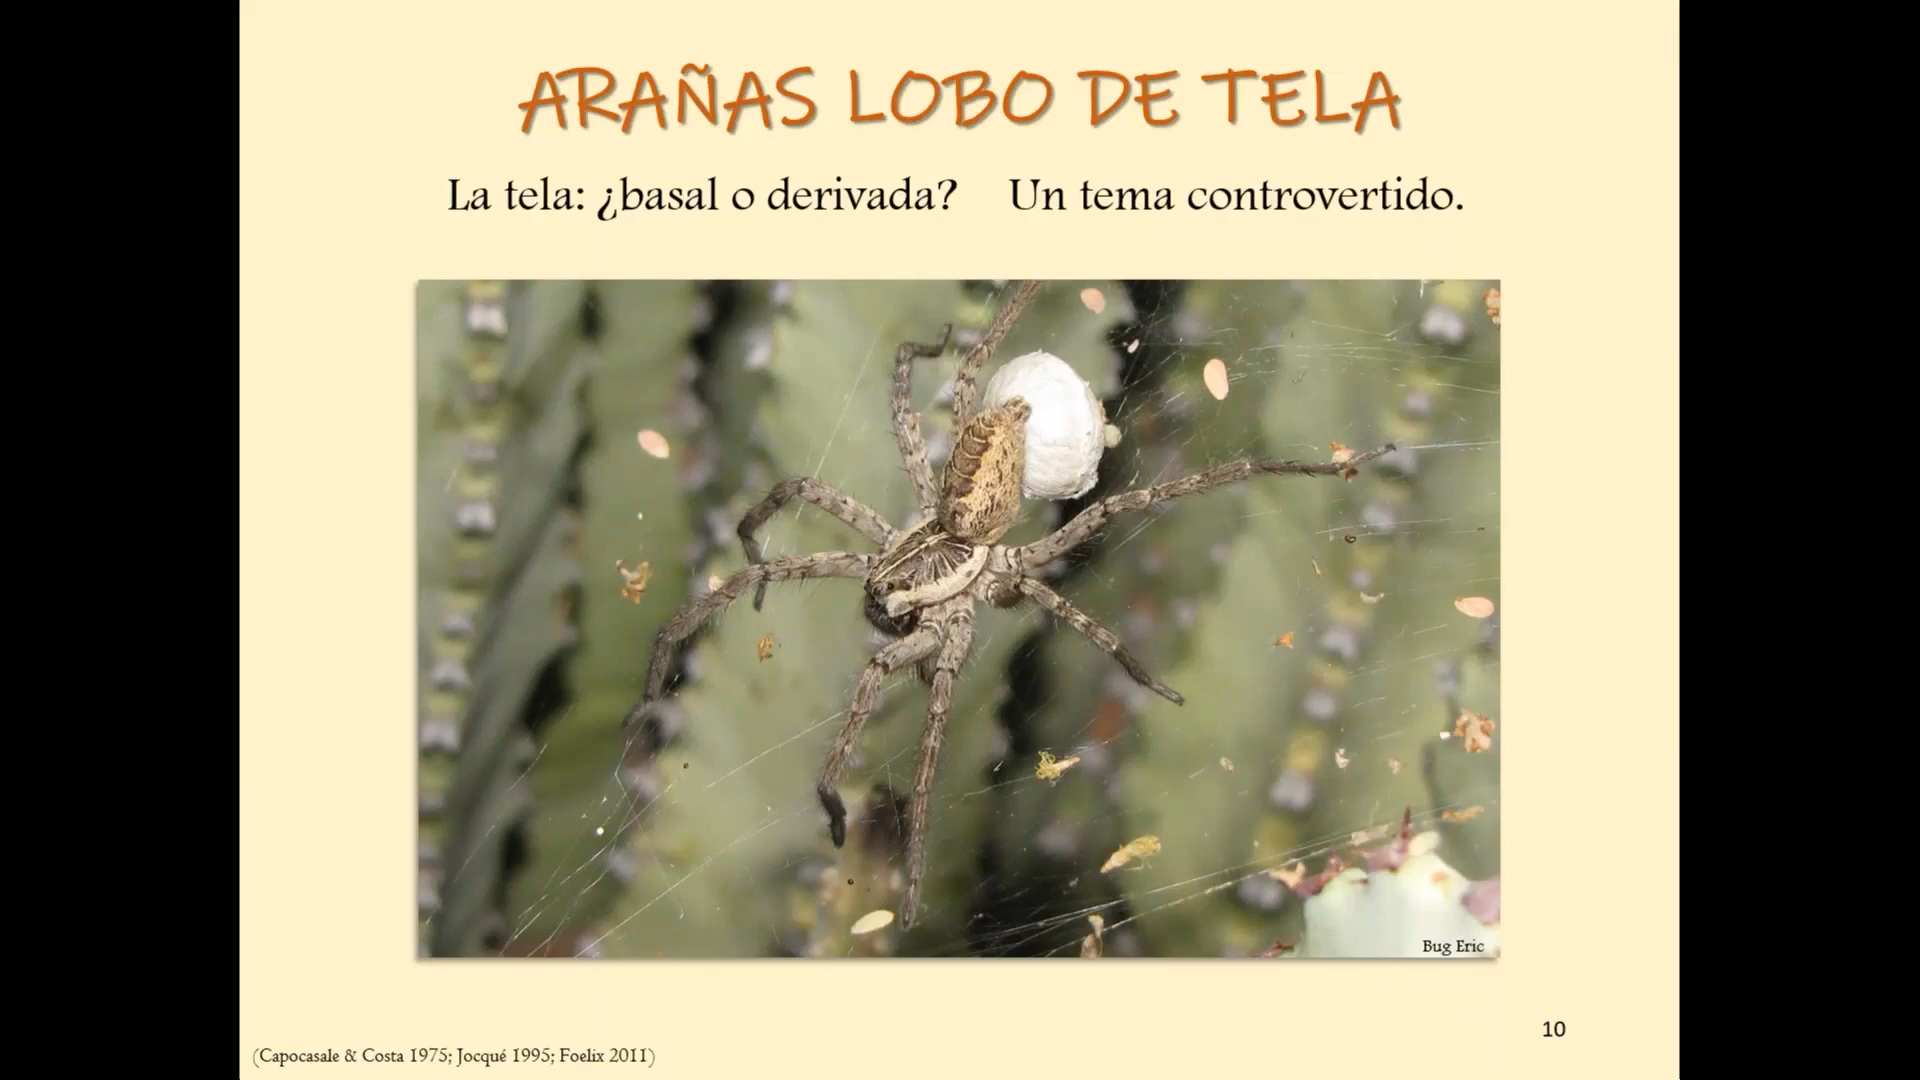 ARAÑAS LOBO DE TELA
La tela: ¿basal o derivada? Un tema controvertido.
Bug Eric
10
(Capocasale & Costa 1975; Jocqué 1995; Foelix 2011)